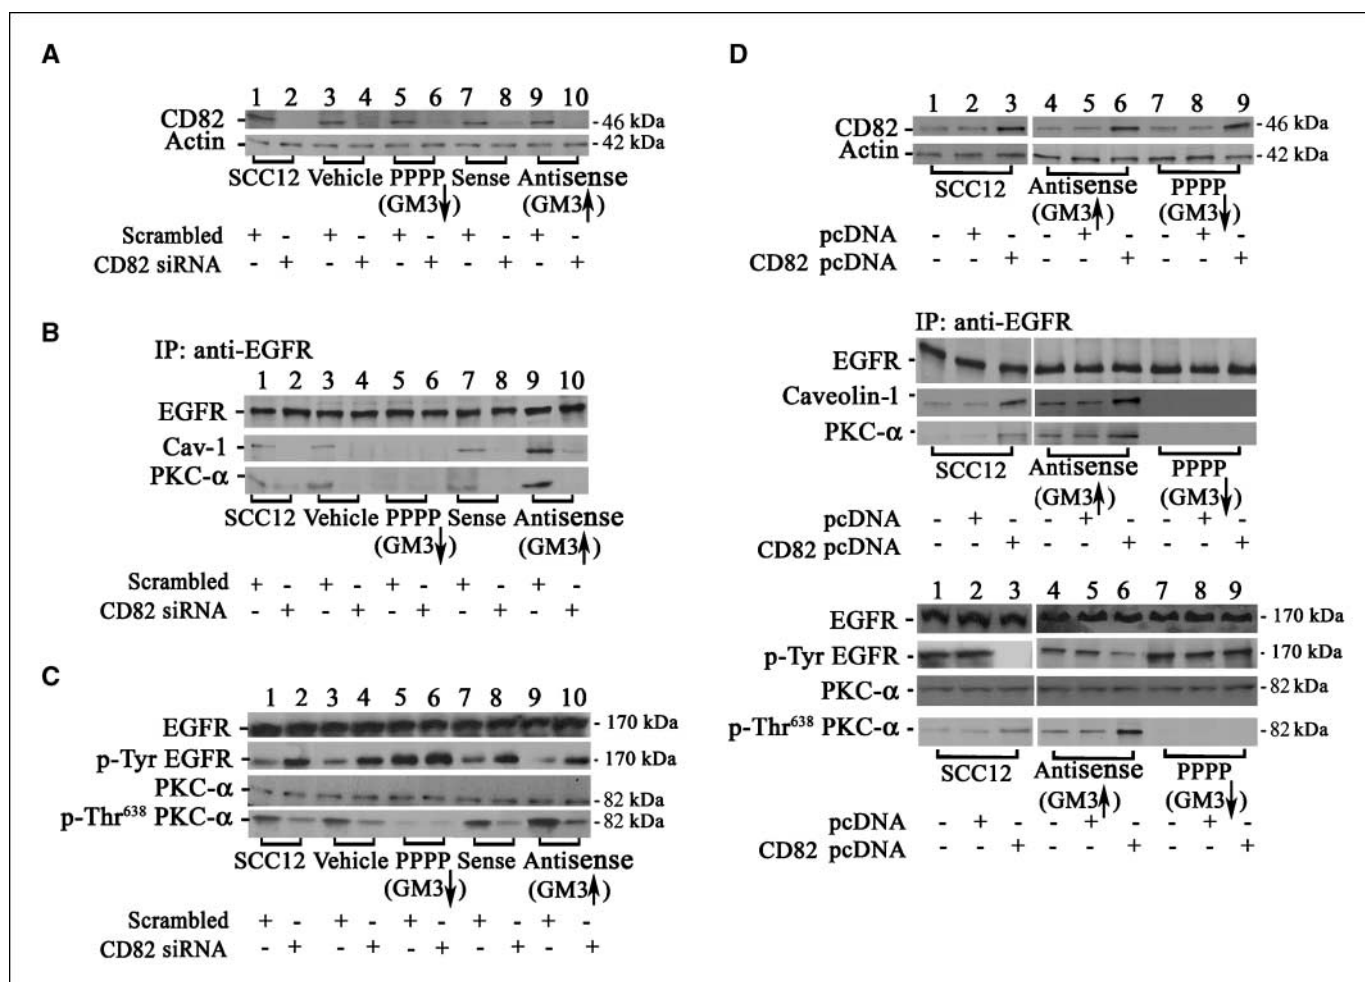 A
1 2 3 4 5 6 7 8 9 10
CD82 - 46 kDa
Actin - 42 kDa
SCC12 Vehicle PPPP Sense Antisense
(GM3↓) (GM3↑)
Scrambled + - + - + - + - + -
CD82 siRNA - + - + - + - + - +
B
IP: anti-EGFR
1 2 3 4 5 6 7 8 9 10
EGFR -
Cav-1 -
PKC-α -
SCC12 Vehicle PPPP Sense Antisense
(GM3↓) (GM3↑)
Scrambled + - + - + - + - + -
CD82 siRNA - + - + - + - + - +
C
1 2 3 4 5 6 7 8 9 10
EGFR - 170 kDa
p-Tyr EGFR - 170 kDa
PKC-α - 82 kDa
p-Thr638 PKC-α - 82 kDa
SCC12 Vehicle PPPP Sense Antisense
(GM3↓) (GM3↑)
Scrambled + - + - + - + - + -
CD82 siRNA - + - + - + - + - +
D
1 2 3 4 5 6 7 8 9
CD82 - 46 kDa
Actin - 42 kDa
SCC12 Antisense PPPP
(GM3↑) (GM3↓)
pcDNA - + - - + - - + -
CD82 pcDNA - - + - - + - - +
IP: anti-EGFR
EGFR -
Caveolin-1 -
PKC-α -
SCC12 Antisense PPPP
(GM3↑) (GM3↓)
pcDNA - + - - + - - + -
CD82 pcDNA - - + - - + - - +
1 2 3 4 5 6 7 8 9
EGFR - 170 kDa
p-Tyr EGFR - 170 kDa
PKC-α - 82 kDa
p-Thr638 PKC-α - 82 kDa
SCC12 Antisense PPPP
(GM3↑) (GM3↓)
pcDNA - + - - + - - + -
CD82 pcDNA - - + - - + - - +